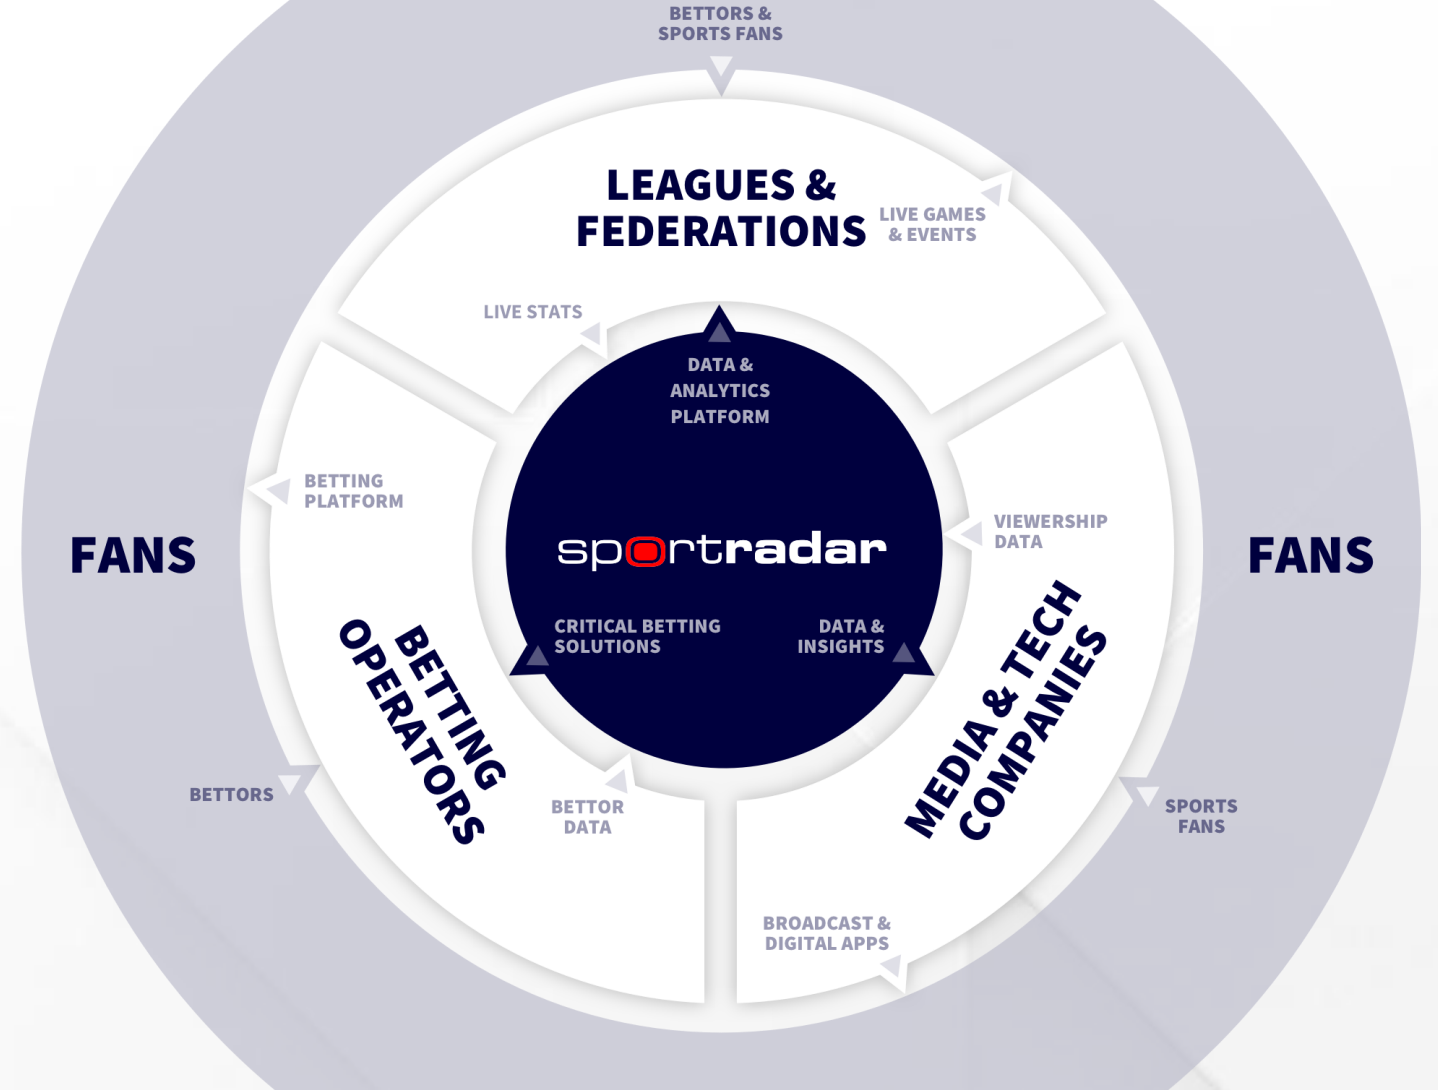 BETTORS &
SPORTS FANS
LEAGUES &
FEDERATIONS
LIVE GAMES
& EVENTS
LIVE STATS
DATA &
ANALYTICS
PLATFORM
BETTING
PLATFORM
VIEWERSHIP
DATA
FANS
sportradar
FANS
CRITICAL BETTING
SOLUTIONS
DATA &
INSIGHTS
BETTING
OPERATORS
MEDIA & TECH
COMPANIES
BETTORS
BETTOR
DATA
SPORTS
FANS
BROADCAST &
DIGITAL APPS